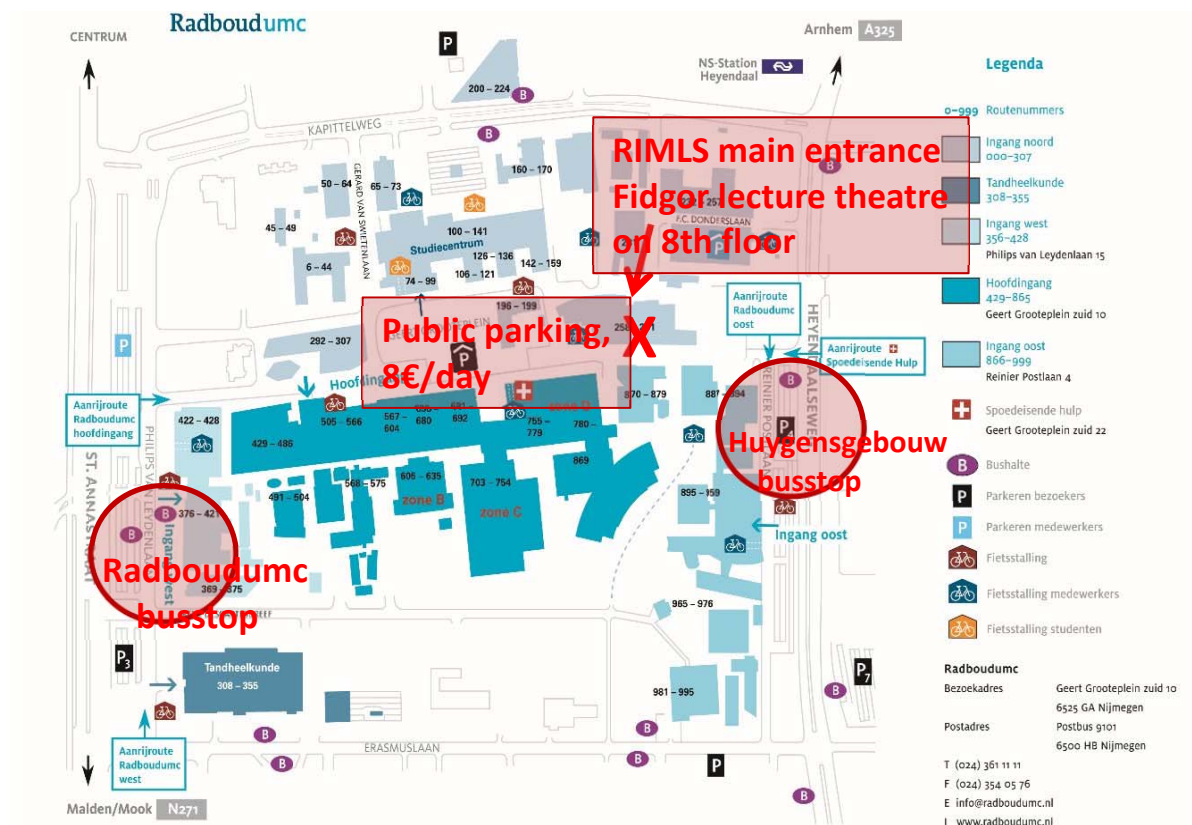 Radboudumc
CENTRUM
Arnhem A325
NS-Station
Heyendaal
P
200 – 224
B
B
KAPITTELWEG
RIMLS main entrance
Fidgor lecture theatre
on 8th floor
B
F.C. DONDERSLAAN
P
50 – 64
65 – 73
160 – 170
GERARD VAN SWIETENLAAN
45 – 49
100 – 141
Studiecentrum
126 – 136
142 – 159
6 – 44
74 – 99
106 – 121
196 – 199
Public parking,
8€/day
X
P
P
292 – 307
Hoofdingang
Aanrijroute
Radboudumc
oost
HEYENDAALSEWEG
Aanrijroute
Spoedeisende Hulp
Aanrijroute
Radboudumc
hoofdingang
422 – 428
429 – 486
505 – 566
567 –
604
680
692
755 –
779
780 –
870 – 879
B
P4
Huygensgebouw
busstop
ST. ANNASTRAAT
PHILIPS VAN LEYDENLAAN
491 – 504
568 – 575
606 – 635
zone B
703 – 754
zone C
869
895 – 959
Ingang oost
B
B
376 – 421
Ingang west
369 – 375
Radboudumc
busstop
965 – 976
P3
Tandheelkunde
308 – 355
981 – 995
P7
B
B
B
ERASMUSLAAN
B
B
P
B
Aanrijroute
Radboudumc
west
Malden/Mook N271
Legenda
0–999 Routenummers
Ingang noord
000–307
Tandheelkunde
308–355
Ingang west
356–428
Philips van Leydenlaan 15
Hoofdingang
429–865
Geert Grooteplein zuid 10
Ingang oost
866–999
Reinier Postlaan 4
Spoedeisende hulp
Geert Grooteplein zuid 22
B Bushalte
P Parkeren bezoekers
P Parkeren medewerkers
Fietsstalling
Fietsstalling medewerkers
Fietsstalling studenten
Radboudumc
Bezoekadres Geert Grooteplein zuid 10
6525 GA Nijmegen
Postadres Postbus 9101
6500 HB Nijmegen
T (024) 361 11 11
F (024) 354 05 76
E info@radboudumc.nl
I www.radboudumc.nl